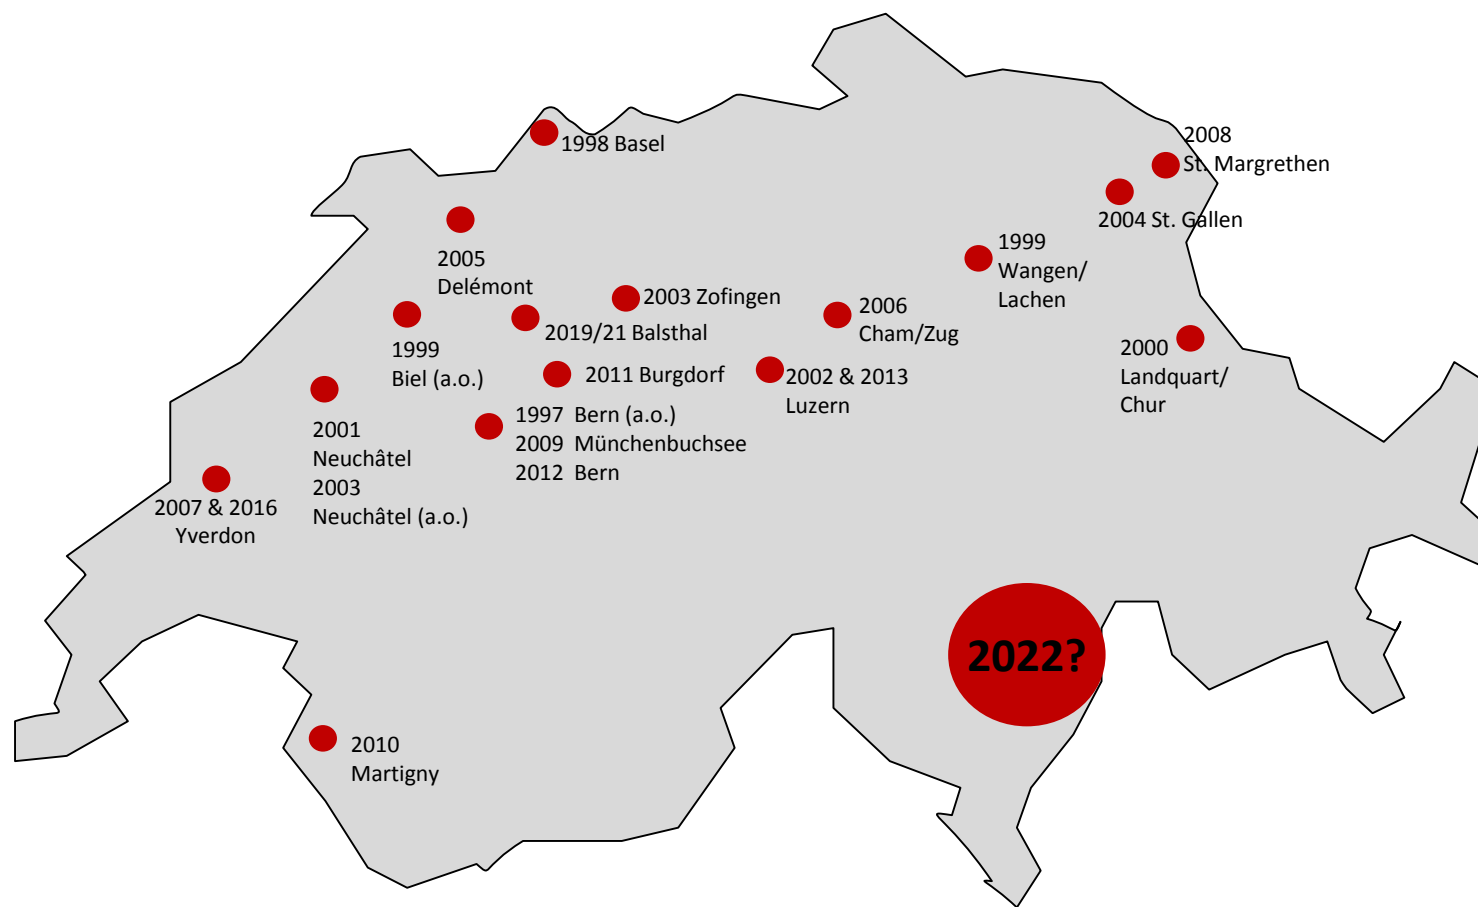 1998 Basel
2008
St. Margrethen
2004 St. Gallen
1999
Wangen/
Lachen
2005
Delémont
2003 Zofingen
2006
Cham/Zug
2019/21 Balsthal
1999
Biel (a.o.)
2000
Landquart/
Chur
2011 Burgdorf
2002 & 2013
Luzern
1997 Bern (a.o.)
2009 Münchenbuchsee
2012 Bern
2001
Neuchâtel
2003
Neuchâtel (a.o.)
2007 & 2016
Yverdon
2022?
2010
Martigny